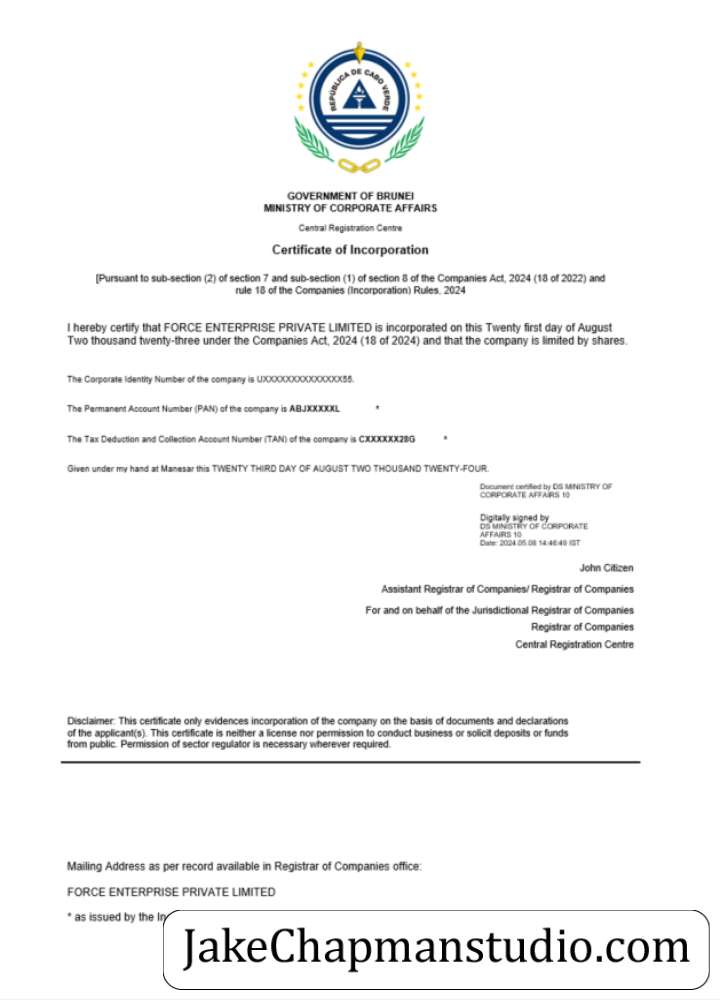 REPÚBLICA DE CABO VERDE
GOVERNMENT OF BRUNEI
MINISTRY OF CORPORATE AFFAIRS
Central Registration Centre
Certificate of Incorporation
[Pursuant to sub-section (2) of section 7 and sub-section (1) of section 8 of the Companies Act, 2024 (18 of 2022) and
rule 18 of the Companies (Incorporation) Rules, 2024
I hereby certify that FORCE ENTERPRISE PRIVATE LIMITED is incorporated on this Twenty first day of August
Two thousand twenty-three under the Companies Act, 2024 (18 of 2024) and that the company is limited by shares.
The Corporate Identity Number of the company is UXXXXXXXXXXXXXX55.
The Permanent Account Number (PAN) of the company is ABJXXXXXL *
The Tax Deduction and Collection Account Number (TAN) of the company is CXXXXXX28G *
Given under my hand at Manesar this TWENTY THIRD DAY OF AUGUST TWO THOUSAND TWENTY-FOUR.
Document certified by DS MINISTRY OF
CORPORATE AFFAIRS 10
Digitally signed by
DS MINISTRY OF CORPORATE
AFFAIRS 10
Date: 2024.05.08 14:46:49 IST
John Citizen
Assistant Registrar of Companies/ Registrar of Companies
For and on behalf of the Jurisdictional Registrar of Companies
Registrar of Companies
Central Registration Centre
Disclaimer: This certificate only evidences incorporation of the company on the basis of documents and declarations
of the applicant(s). This certificate is neither a license nor permission to conduct business or solicit deposits or funds
from public. Permission of sector regulator is necessary wherever required.
Mailing Address as per record available in Registrar of Companies office:
FORCE ENTERPRISE PRIVATE LIMITED
* as issued by the
JakeChapmanstudio.com